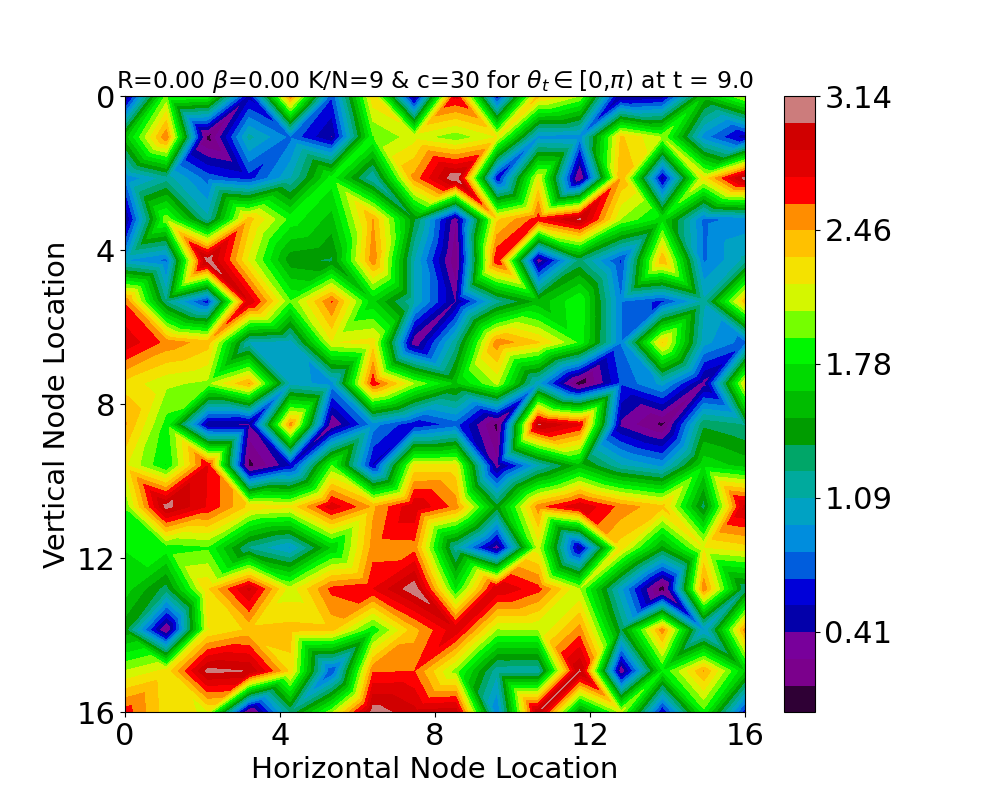 R=0.00 β=0.00 K/N=9 & c=30 for θ_t ∈ [0,π) at t = 9.0
0
4
8
12
16
Vertical Node Location
0 4 8 12 16
Horizontal Node Location
3.14
2.46
1.78
1.09
0.41